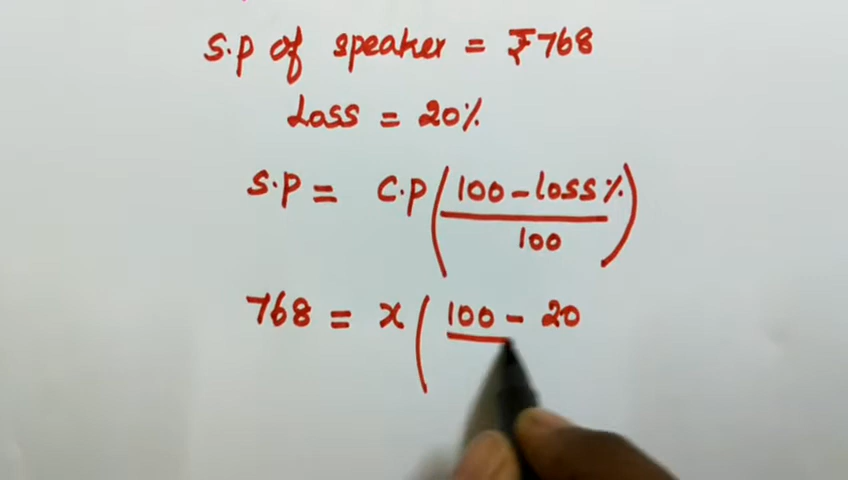 S.P of speaker = ₹768
Loss = 20%
S.P = C.P(100 - loss%/100)
768 = x(100 - 20